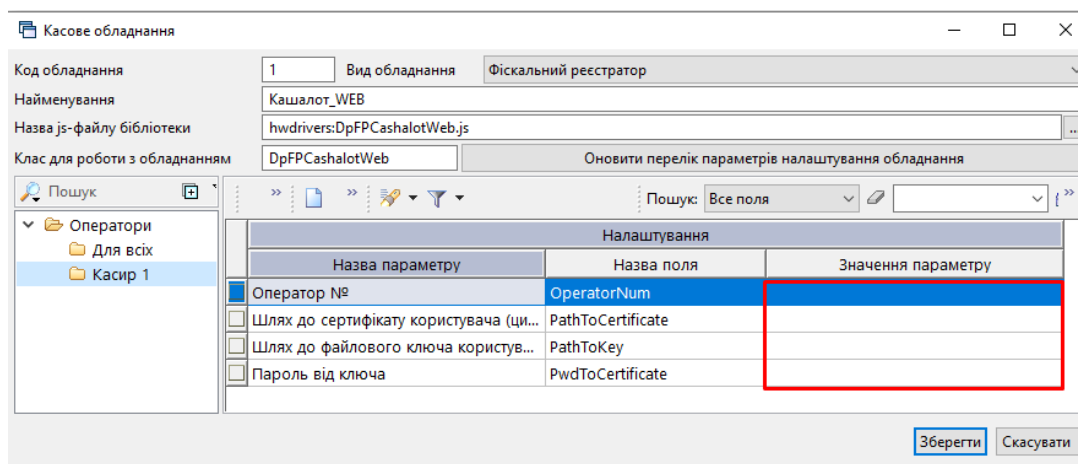 Касове обладнання
Код обладнання 1 Вид обладнання Фіскальний реєстратор
Найменування Кашалот_WEB
Назва js-файлу бібліотеки hwdrivers:DpFPCashalotWeb.js ...
Клас для роботи з обладнанням DpFPCashalotWeb Оновити перелік параметрів налаштування обладнання
Пошук Пошук: Все поля
Оператори
Для всіх
Касир 1
Налаштування
Назва параметру Назва поля Значення параметру
Оператор № OperatorNum
Шлях до сертифікату користувача (ци... PathToCertificate
Шлях до файлового ключа користув... PathToKey
Пароль від ключа PwdToCertificate
Зберегти Скасувати